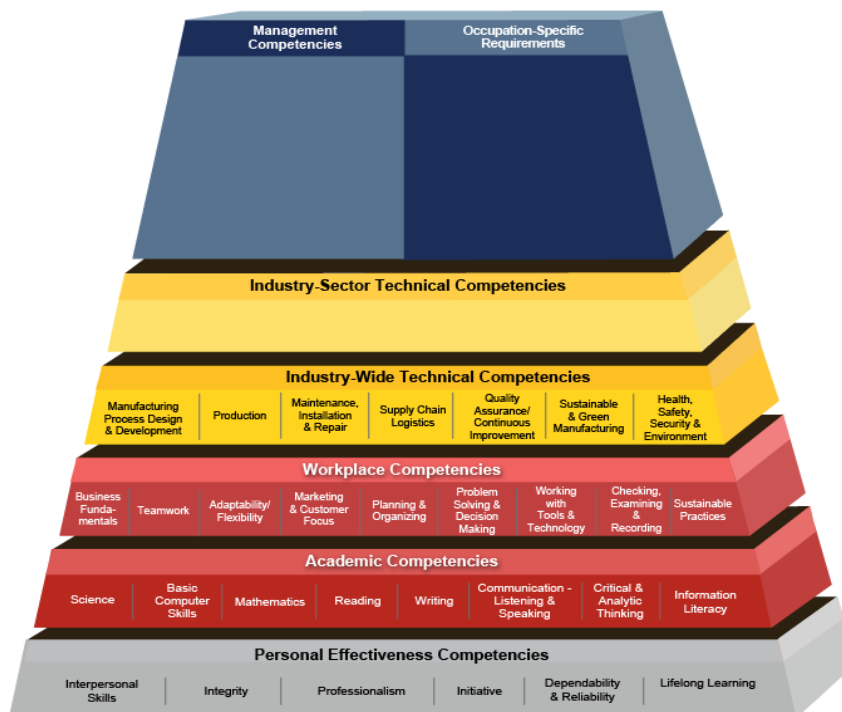 Management
Competencies
Occupation-Specific
Requirements
Industry-Sector Technical Competencies
Industry-Wide Technical Competencies
Manufacturing
Process Design
& Development
Production
Maintenance,
Installation
& Repair
Supply Chain
Logistics
Quality
Assurance/
Continuous
Improvement
Sustainable
& Green
Manufacturing
Health,
Safety,
Security &
Environment
Workplace Competencies
Business
Funda-
mentals
Teamwork
Adaptability/
Flexibility
Marketing
& Customer
Focus
Planning &
Organizing
Problem
Solving &
Decision
Making
Working
with
Tools &
Technology
Checking,
Examining
&
Recording
Sustainable
Practices
Academic Competencies
Science
Basic
Computer
Skills
Mathematics
Reading
Writing
Communication -
Listening &
Speaking
Critical &
Analytic
Thinking
Information
Literacy
Personal Effectiveness Competencies
Interpersonal
Skills
Integrity
Professionalism
Initiative
Dependability
& Reliability
Lifelong Learning